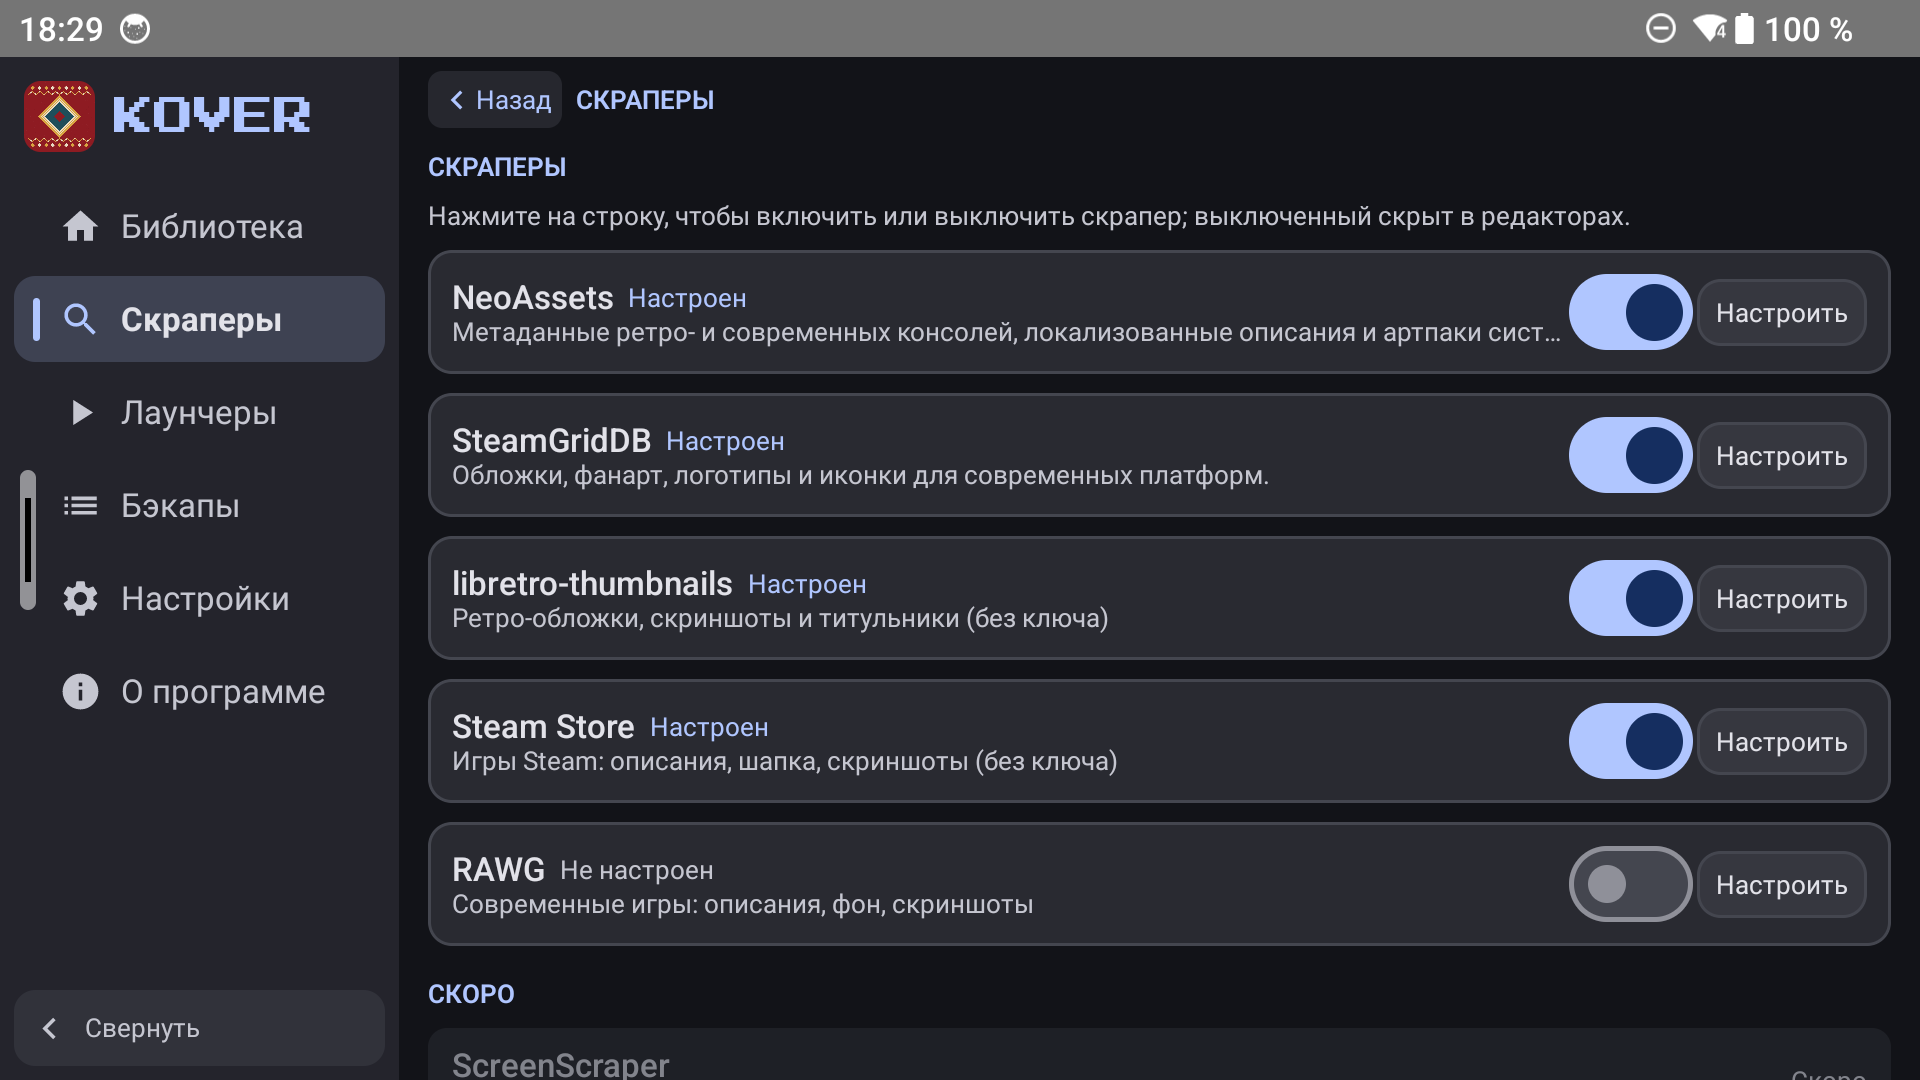 18:29
4 100 %
KOVER
Библиотека
Скраперы
Лаунчеры
Бэкапы
Настройки
О программе
Свернуть
Назад СКРАПЕРЫ
СКРАПЕРЫ
Нажмите на строку, чтобы включить или выключить скрапер; выключенный скрыт в редакторах.
NeoAssets Настроен
Метаданные ретро- и современных консолей, локализованные описания и артпаки сист...
Настроить
SteamGridDB Настроен
Обложки, фанарт, логотипы и иконки для современных платформ.
Настроить
libretro-thumbnails Настроен
Ретро-обложки, скриншоты и титульники (без ключа)
Настроить
Steam Store Настроен
Игры Steam: описания, шапка, скриншоты (без ключа)
Настроить
RAWG Не настроен
Современные игры: описания, фон, скриншоты
Настроить
СКОРО
ScreenScraper
Скоро